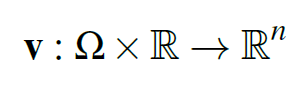 v : Ω × ℝ → ℝⁿ